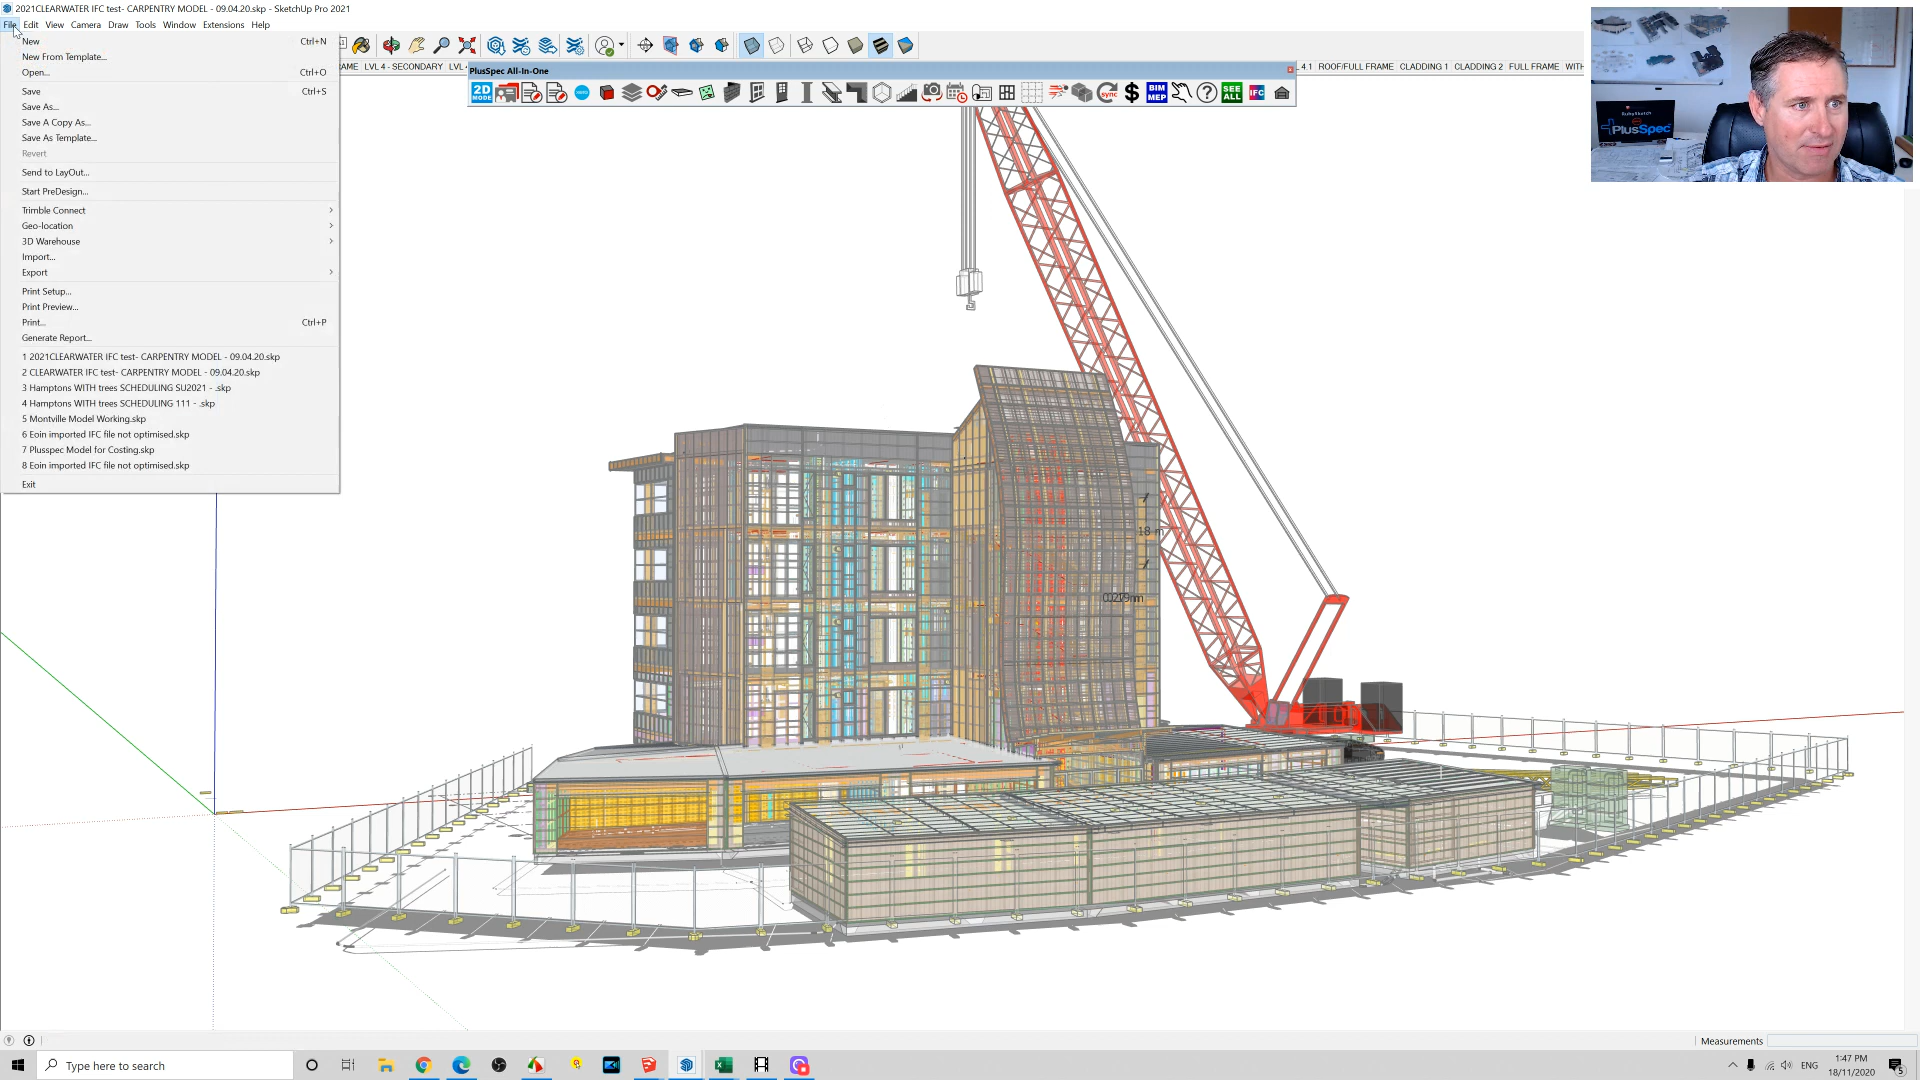 2021CLEARWATER IFC test- CARPENTRY MODEL - 09.04.20.skp - SketchUp Pro 2021
File Edit View Camera Draw Tools Window Extensions Help
New Ctrl+N
New From Template...
Open... Ctrl+O
Save Ctrl+S
Save As...
Save A Copy As...
Save As Template...
Revert
Send to LayOut...
Start PreDesign...
Trimble Connect
Geo-location
3D Warehouse
Import...
Export
Print Setup...
Print Preview...
Print... Ctrl+P
Generate Report...
1 2021CLEARWATER IFC test- CARPENTRY MODEL - 09.04.20.skp
2 CLEARWATER IFC test- CARPENTRY MODEL - 09.04.20.skp
3 Hamptons WITH trees SCHEDULING SU2021 - .skp
4 Hamptons WITH trees SCHEDULING 111 - .skp
5 Montville Model Working.skp
6 Eoin imported IFC file not optimised.skp
7 Plusspec Model for Costing.skp
8 Eoin imported IFC file not optimised.skp
Exit
LVL 4 - SECONDARY LVL
4.1 ROOF/FULL FRAME CLADDING 1 CLADDING 2 FULL FRAME WITH
PlusSpec All-In-One
2D MODE
sync
$
BIM MEP
SEE ALL
IFC
PlusSpec
18 m
Measurements
Type here to search
ENG
1:47 PM
18/11/2020
5